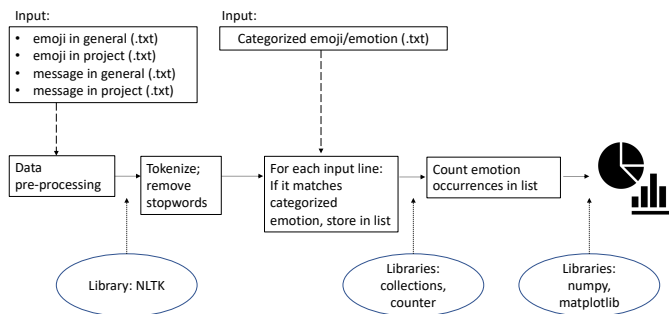 Input:
• emoji in general (.txt)
• emoji in project (.txt)
• message in general (.txt)
• message in project (.txt)
Input:
Categorized emoji/emotion (.txt)
Data
pre-processing
Tokenize;
remove
stopwords
For each input line:
If it matches
categorized
emotion, store in list
Count emotion
occurrences in list
Library: NLTK
Libraries:
collections,
counter
Libraries:
numpy,
matplotlib